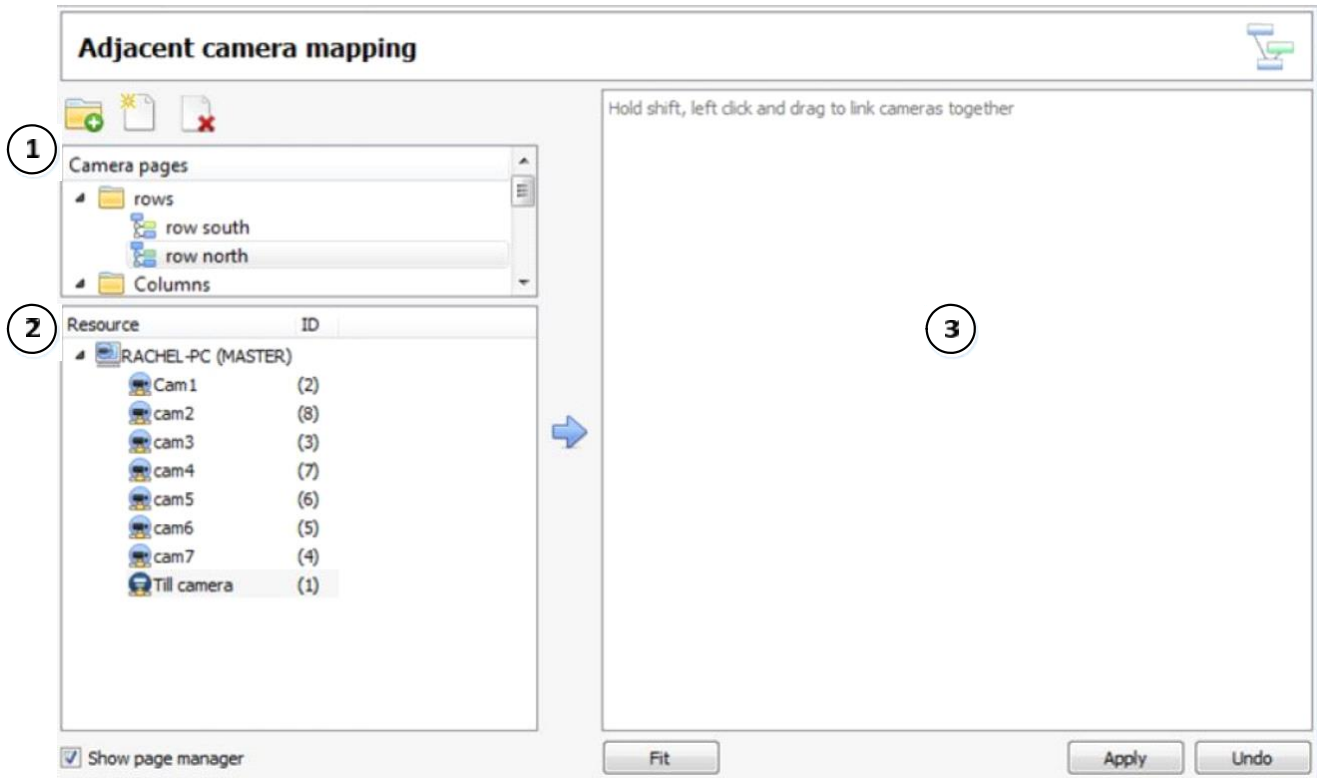 Adjacent camera mapping
1
Camera pages
rows
row south
row north
Columns
2
Resource ID
RACHEL-PC (MASTER)
Cam1 (2)
cam2 (8)
cam3 (3)
cam4 (7)
cam5 (6)
cam6 (5)
cam7 (4)
Till camera (1)
Show page manager
Hold shift, left click and drag to link cameras together
3
Fit Apply Undo